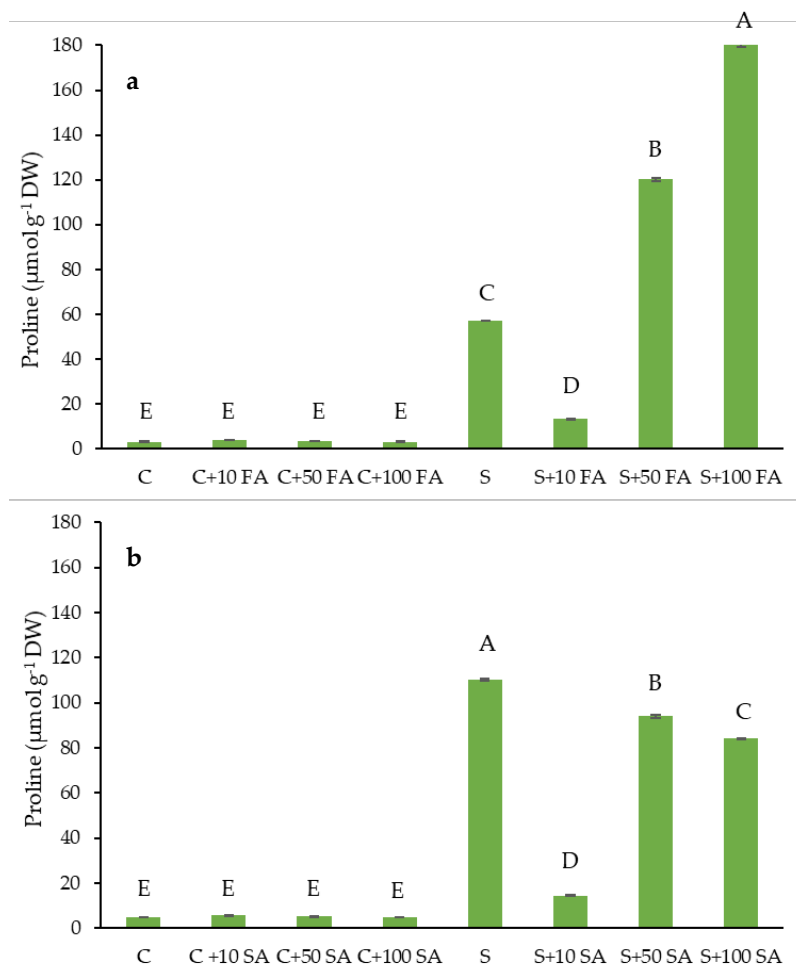 A
180
a
160
B
140
120
100
C
80
60
D
40
E E E E
20
0
Proline (µmol g⁻¹ DW)
C C+10 FA C+50 FA C+100 FA S S+10 FA S+50 FA S+100 FA
180
b
160
140
A
120
B
100
C
80
60
40
D
E E E E
20
0
Proline (µmol g⁻¹ DW)
C C +10 SA C+50 SA C+100 SA S S+10 SA S+50 SA S+100 SA